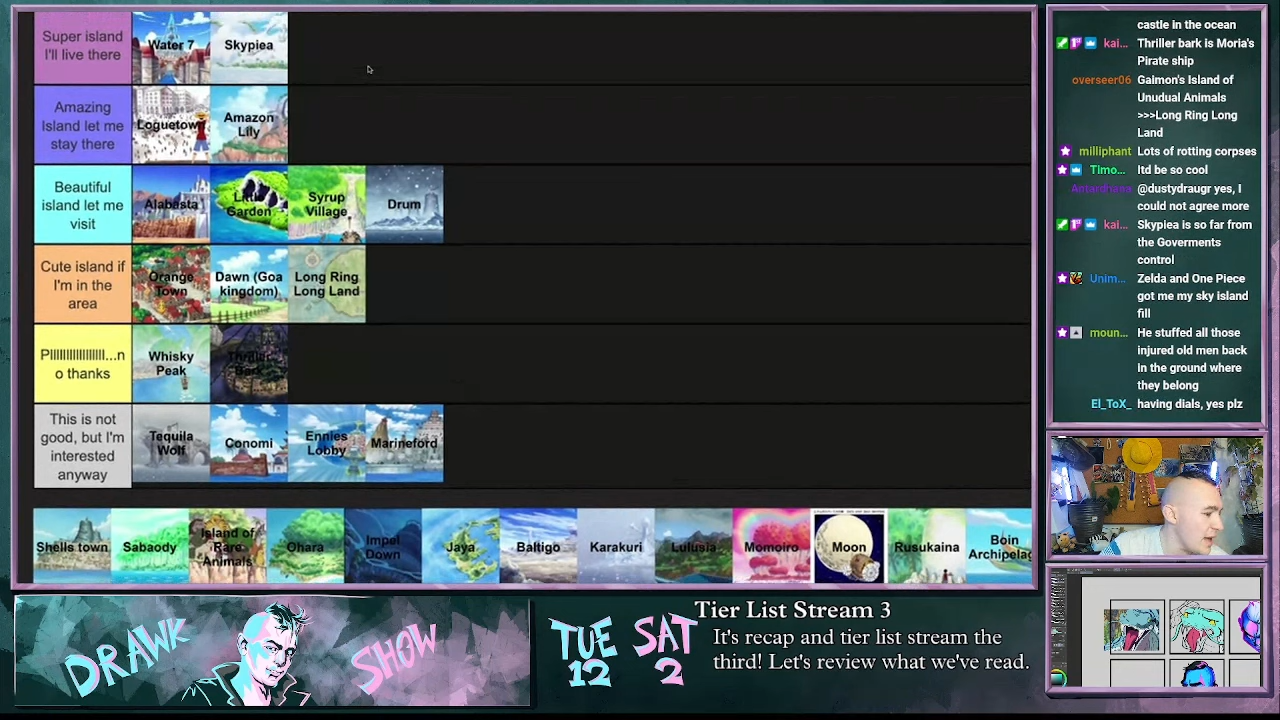 Super island
I'll live there
Water 7
Skypiea
Amazing
Island let me
stay there
Loguetown
Amazon
Lily
Beautiful
island let me
visit
Alabasta
Little
Garden
Syrup
Village
Drum
Cute island if
I'm in the
area
Orange
Town
Dawn (Goa
kingdom)
Long Ring
Long Land
Plllllllllllllllll...n
o thanks
Whisky
Peak
Thriller
Bark
This is not
good, but I'm
interested
anyway
Tequila
Wolf
Conomi
Ennies
Lobby
Marineford
Shells town
Sabaody
Island of
Rare
Animals
Ohara
Impel
Down
Jaya
Baltigo
Karakuri
Lulusia
Momoiro
Moon
Rusukaina
Boin
Archipelag
castle in the ocean
kai... Thriller bark is Moria's
Pirate ship
overseer06 Gaimon's Island of
Unudual Animals
>>>Long Ring Long
Land
milliphant Lots of rotting corpses
Timo... Itd be so cool
Antardhana @dustydraugr yes, I
could not agree more
kai... Skypiea is so far from
the Goverments
control
Unim... Zelda and One Piece
got me my sky island
fill
moun... He stuffed all those
injured old men back
in the ground where
they belong
El_ToX_ having dials, yes plz
DRAWK
SHOW
TUE
12
SAT
2
Tier List Stream 3
It's recap and tier list stream the
third! Let's review what we've read.